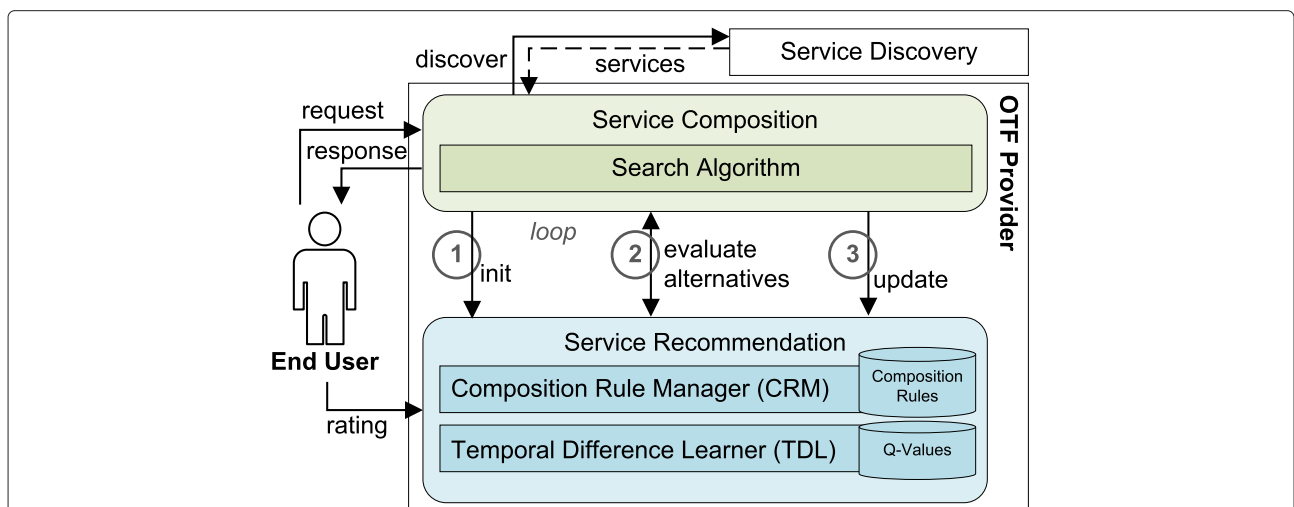 Service Discovery
discover
services
OTF Provider
request
response
Service Composition
Search Algorithm
loop
1
init
2
evaluate
alternatives
3
update
End User
rating
Service Recommendation
Composition Rule Manager (CRM)
Composition
Rules
Temporal Difference Learner (TDL)
Q-Values